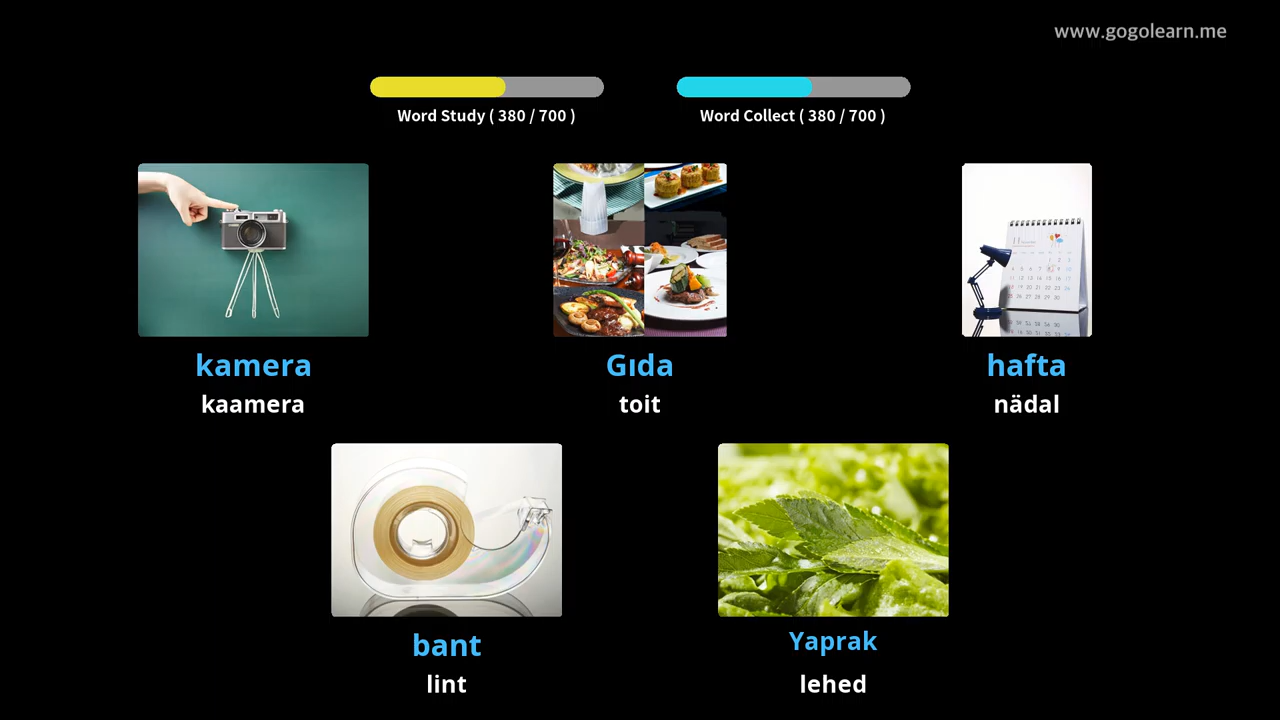 www.gogolearn.me
Word Study ( 380 / 700 )
Word Collect ( 380 / 700 )
kamera
kaamera
Gıda
toit
hafta
nädal
bant
lint
Yaprak
lehed